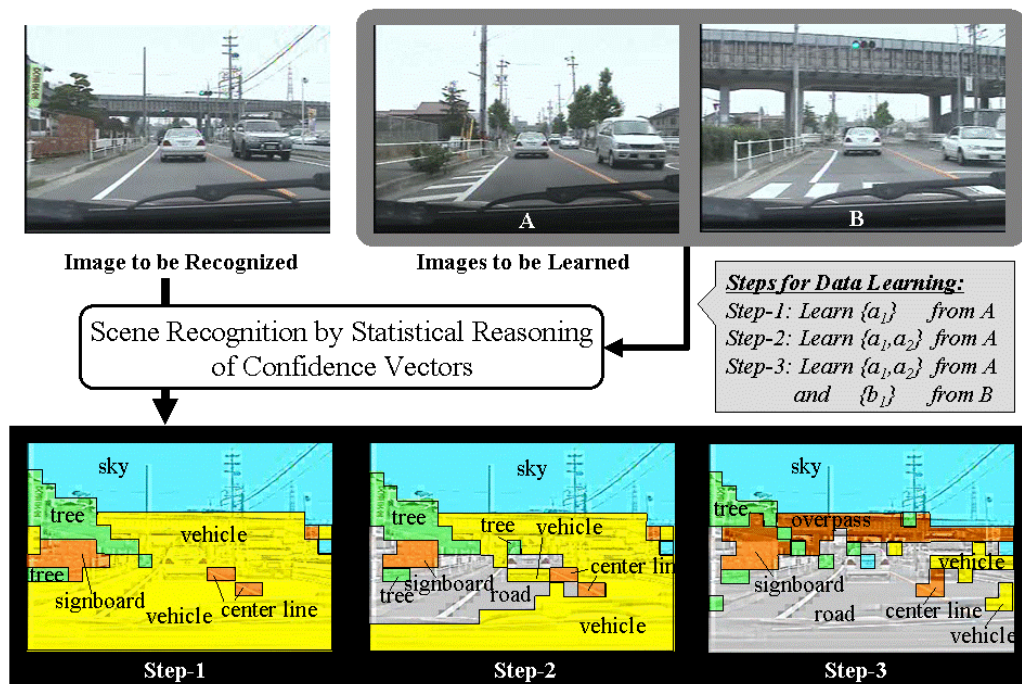 A
B
Image to be Recognized
Images to be Learned
Steps for Data Learning:
Step-1: Learn {a1} from A
Step-2: Learn {a1,a2} from A
Step-3: Learn {a1,a2} from A
and {b1} from B
Scene Recognition by Statistical Reasoning
of Confidence Vectors
sky
tree
vehicle
tree
signboard
vehicle
center line
Step-1
sky
tree
tree
vehicle
center lin
signboard
tree
road
vehicle
Step-2
sky
tree
overpass
vehicle
signboard
road
center line
vehicle
Step-3